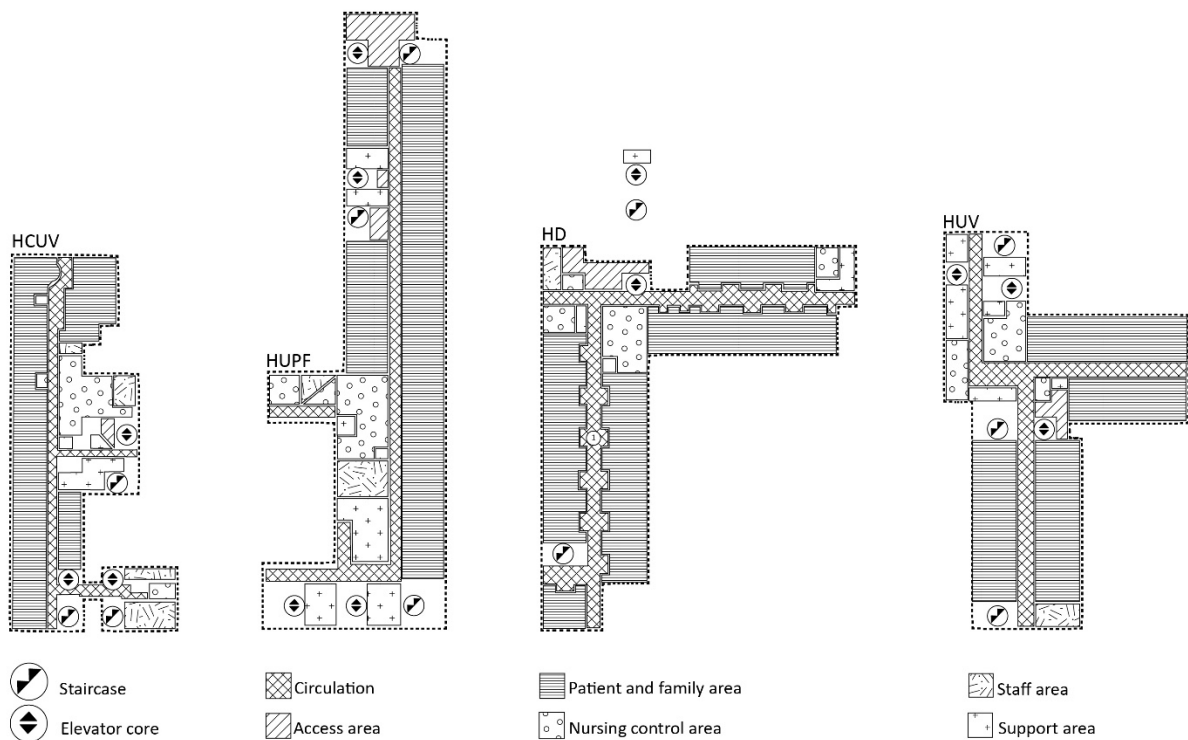 HCUV
HUPF
HD
HUV
1
Staircase
Circulation
Patient and family area
Staff area
Elevator core
Access area
Nursing control area
Support area